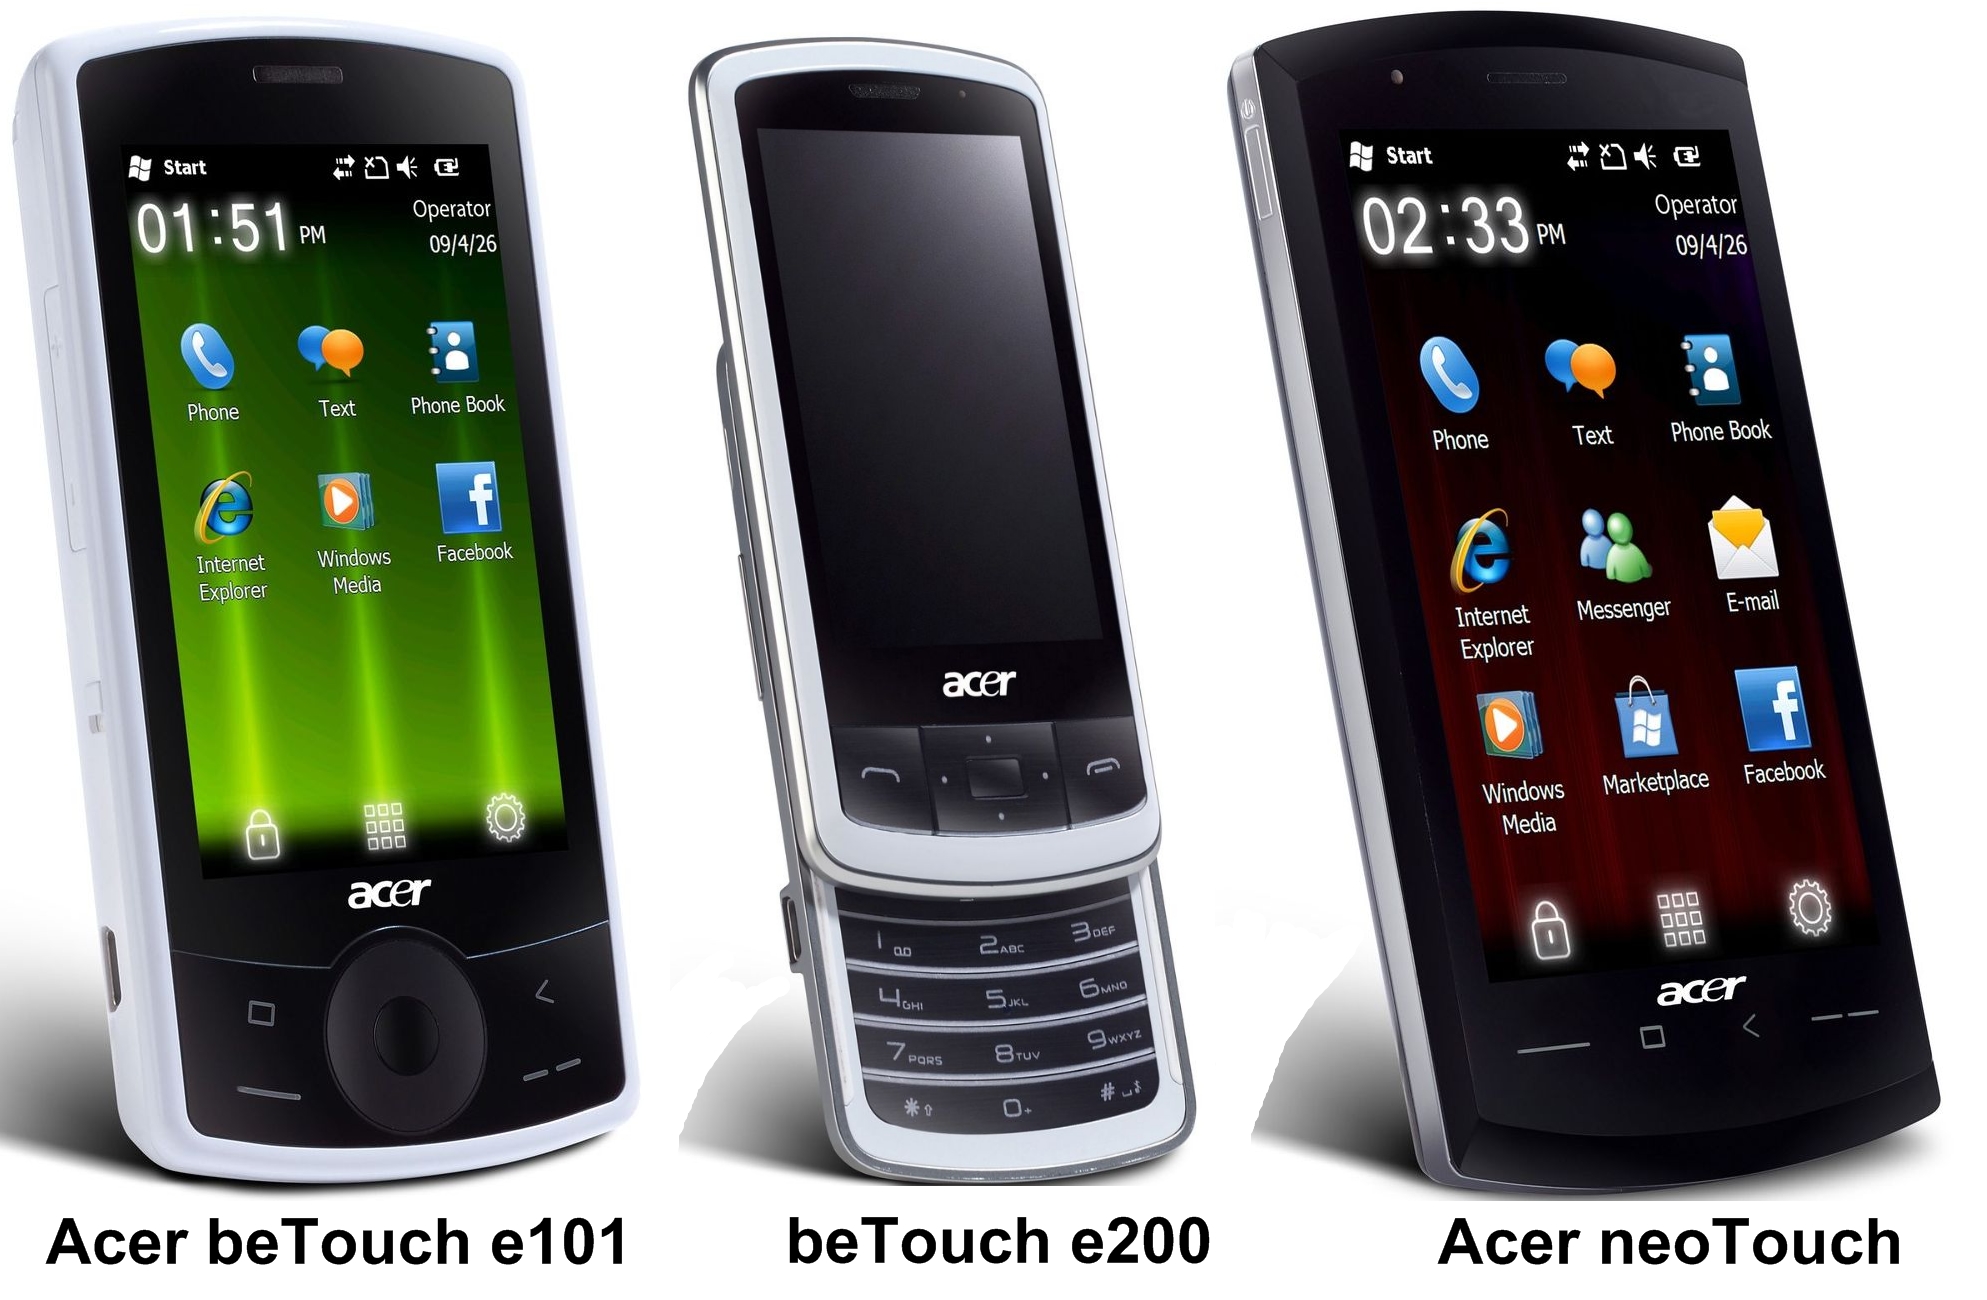 Start
01:51 PM
Operator
09/4/26
Phone
Text
Phone Book
Internet
Explorer
Windows
Media
Facebook
acer
acer
1
2ABC
3DEF
4GHI
5JKL
6MNO
7PQRS
8TUV
9WXYZ
*
0+
#
Start
02:33 PM
Operator
09/4/26
Phone
Text
Phone Book
Internet
Explorer
Messenger
E-mail
Windows
Media
Marketplace
Facebook
acer
Acer beTouch e101
beTouch e200
Acer neoTouch